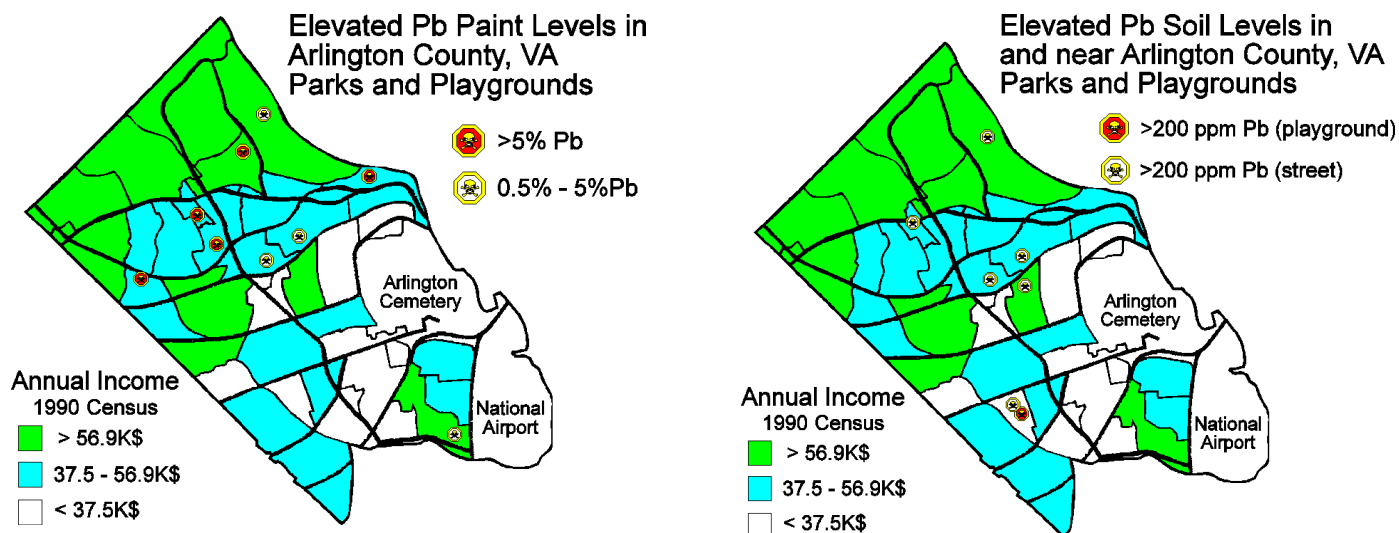 Elevated Pb Paint Levels in
Arlington County, VA
Parks and Playgrounds
>5% Pb
0.5% - 5%Pb
Arlington
Cemetery
National
Airport
Annual Income
1990 Census
> 56.9K$
37.5 - 56.9K$
< 37.5K$
Elevated Pb Soil Levels in
and near Arlington County, VA
Parks and Playgrounds
>200 ppm Pb (playground)
>200 ppm Pb (street)
Arlington
Cemetery
National
Airport
Annual Income
1990 Census
> 56.9K$
37.5 - 56.9K$
< 37.5K$